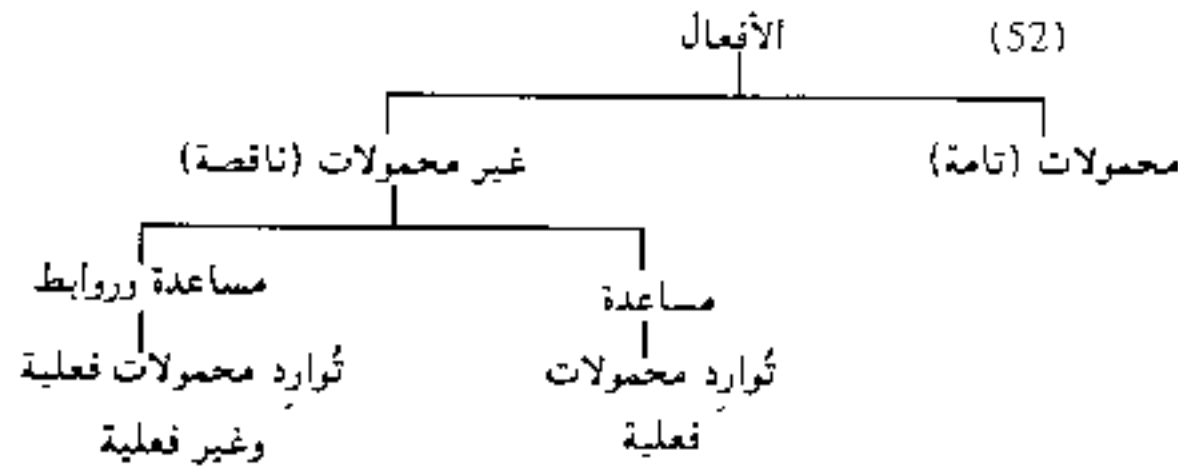 (52) الأفعال
محمولات (تامة) غير محمولات (ناقصة)
مساعدة مساعدة وروابط
تُوارِد محمولات تُوارِد محمولات فعلية
فعلية وغير فعلية